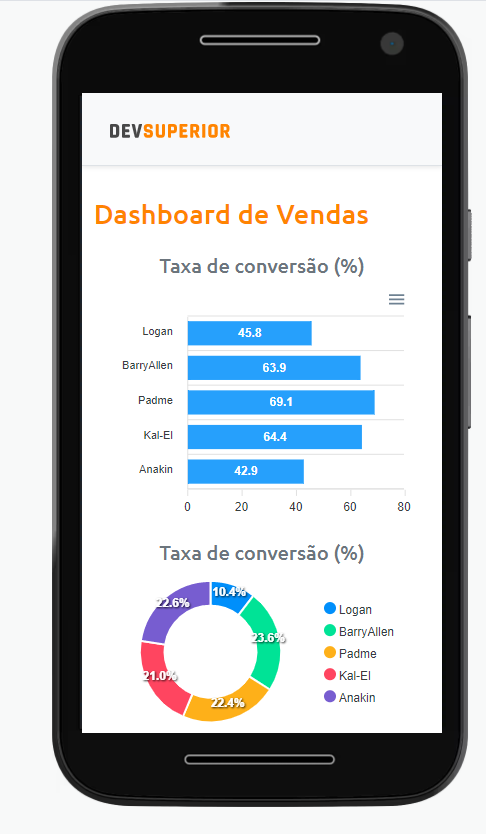 DEVSUPERIOR
Dashboard de Vendas
Taxa de conversão (%)
Logan 45.8
BarryAllen 63.9
Padme 69.1
Kal-El 64.4
Anakin 42.9
0 20 40 60 80
Taxa de conversão (%)
22.6% 10.4%
23.6%
21.0%
22.4%
Logan
BarryAllen
Padme
Kal-El
Anakin